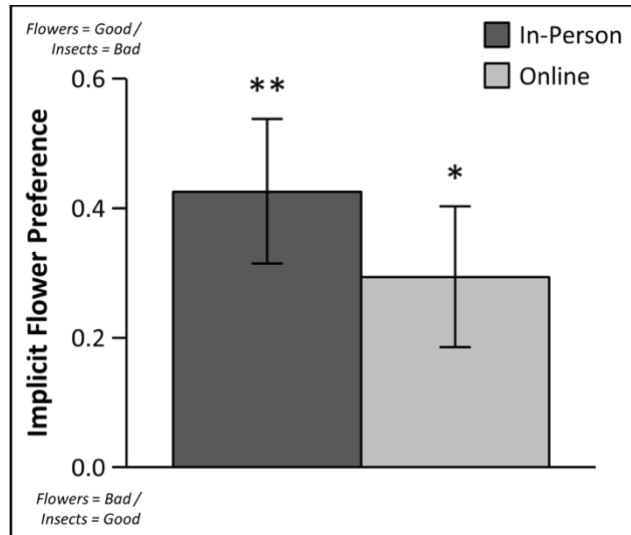 Flowers = Good /
Insects = Bad
In-Person
Online
Implicit Flower Preference
0.6
0.4
0.2
0.0
**
*
Flowers = Bad /
Insects = Good